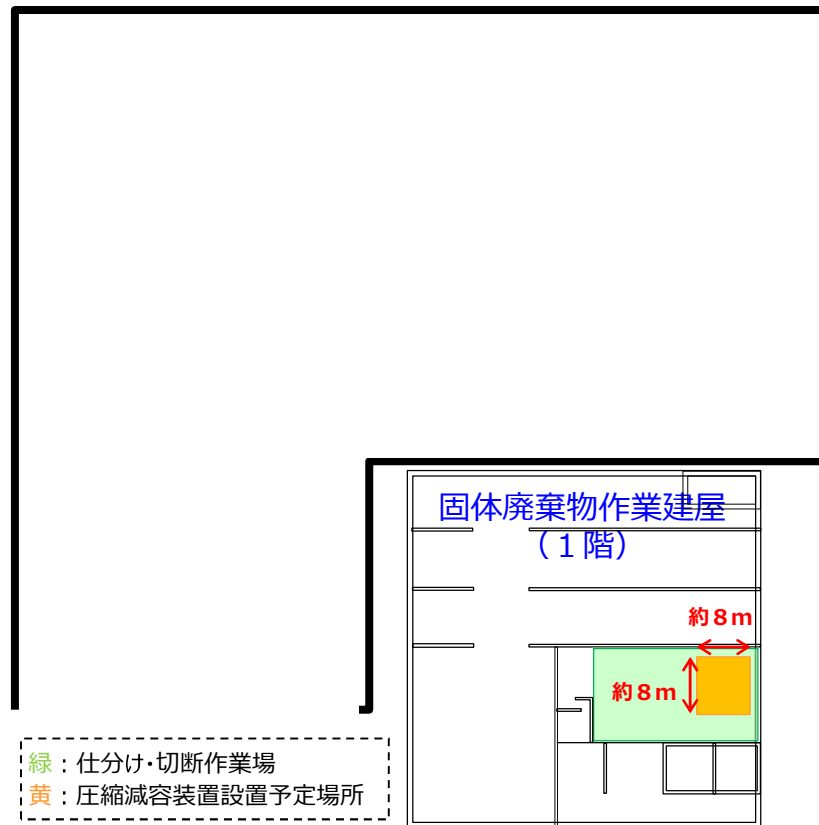 固体廃棄物作業建屋
（１階）
約８ｍ
約８ｍ
緑：仕分け・切断作業場
黄：圧縮減容装置設置予定場所